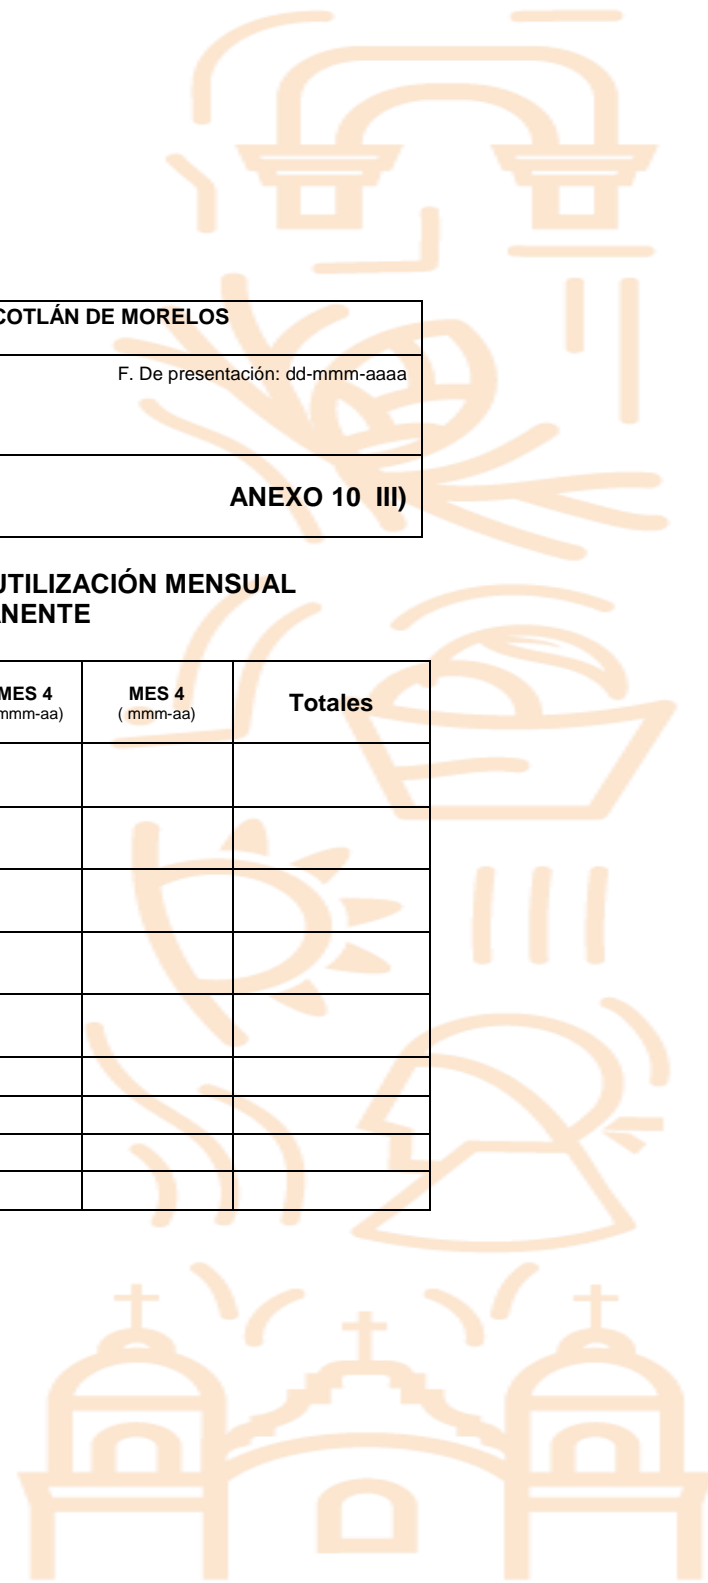 COTLÁN DE MORELOS
F. De presentación: dd-mmm-aaaa
ANEXO 10 III)
UTILIZACIÓN MENSUAL
ANENTE
MES 4 MES 4 Totales
mmm-aa) ( mmm-aa)